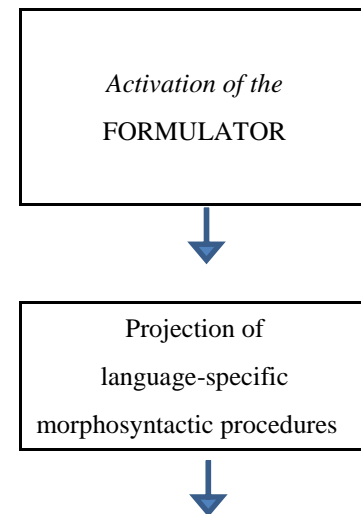 Activation of the
FORMULATOR
Projection of
language-specific
morphosyntactic procedures